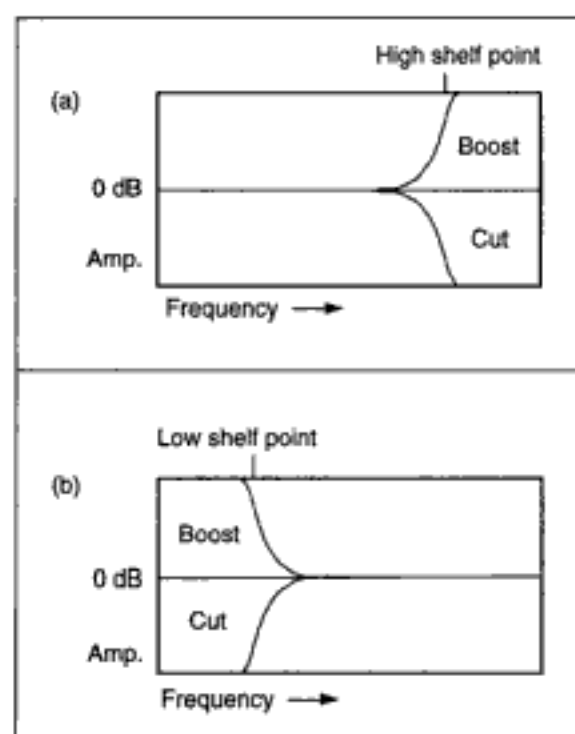 High shelf point
(a)
Boost
0 dB
Cut
Amp.
Frequency
Low shelf point
(b)
Boost
0 dB
Cut
Amp.
Frequency